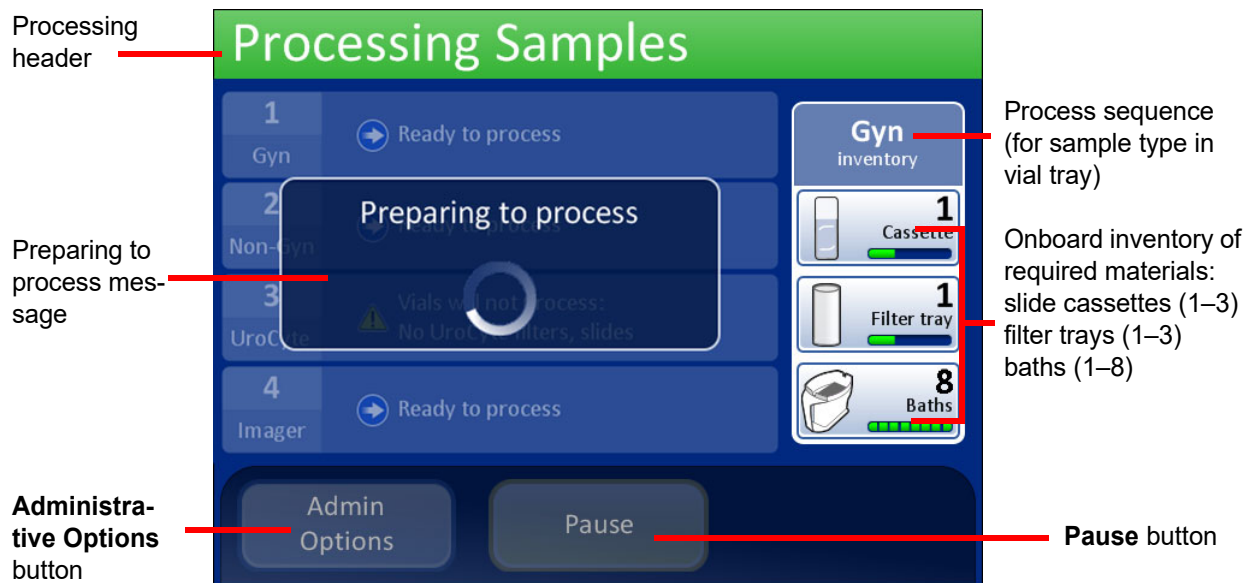 Processing
header
Processing Samples
1
Gyn
Ready to process
2
Non-Gyn
Ready to process
3
UroCyte
Vials will not process:
No UroCyte filters, slides
4
Imager
Ready to process
Preparing to process
Gyn
inventory
1
Cassette
1
Filter tray
8
Baths
Admin
Options
Pause
Process sequence
(for sample type in
vial tray)
Preparing to
process mes-
sage
Onboard inventory of
required materials:
slide cassettes (1–3)
filter trays (1–3)
baths (1–8)
Administra-
tive Options
button
Pause button